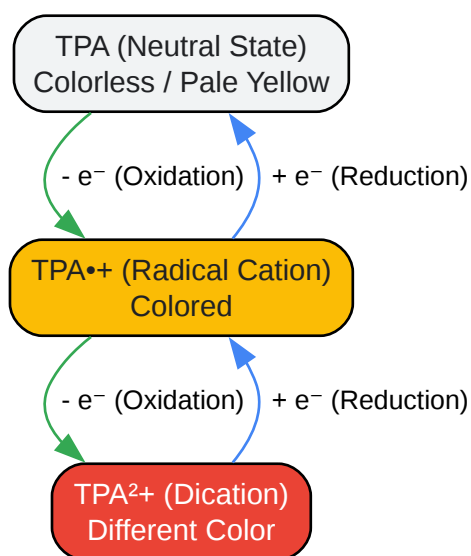 TPA (Neutral State)
Colorless / Pale Yellow
- e⁻ (Oxidation)
+ e⁻ (Reduction)
TPA•+ (Radical Cation)
Colored
- e⁻ (Oxidation)
+ e⁻ (Reduction)
TPA²+ (Dication)
Different Color